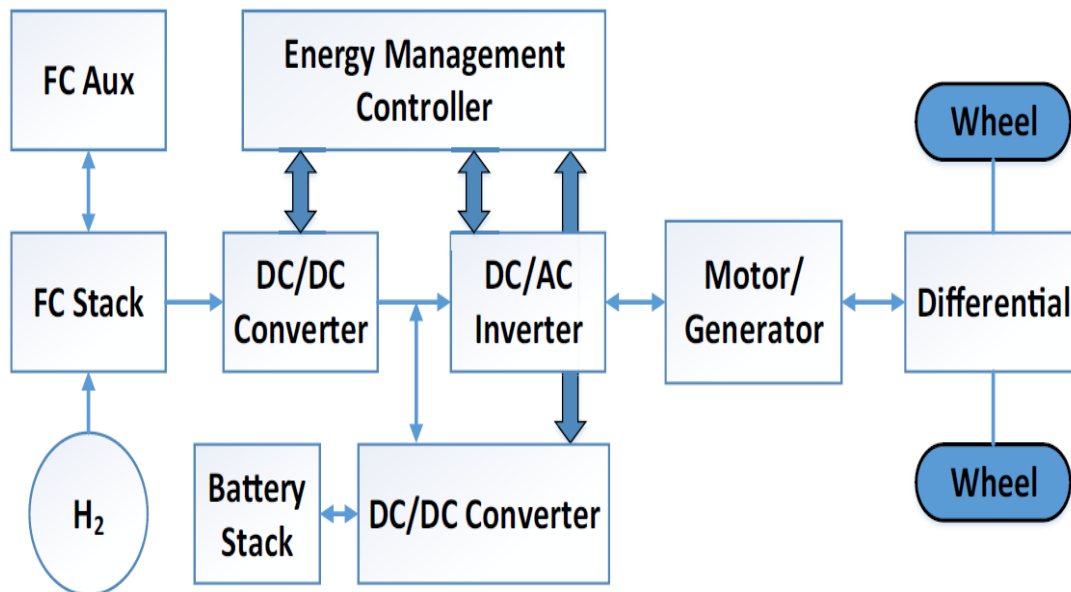 FC Aux
Energy Management
Controller
Wheel
FC Stack
DC/DC
Converter
DC/AC
Inverter
Motor/
Generator
Differential
H₂
Battery
Stack
DC/DC Converter
Wheel